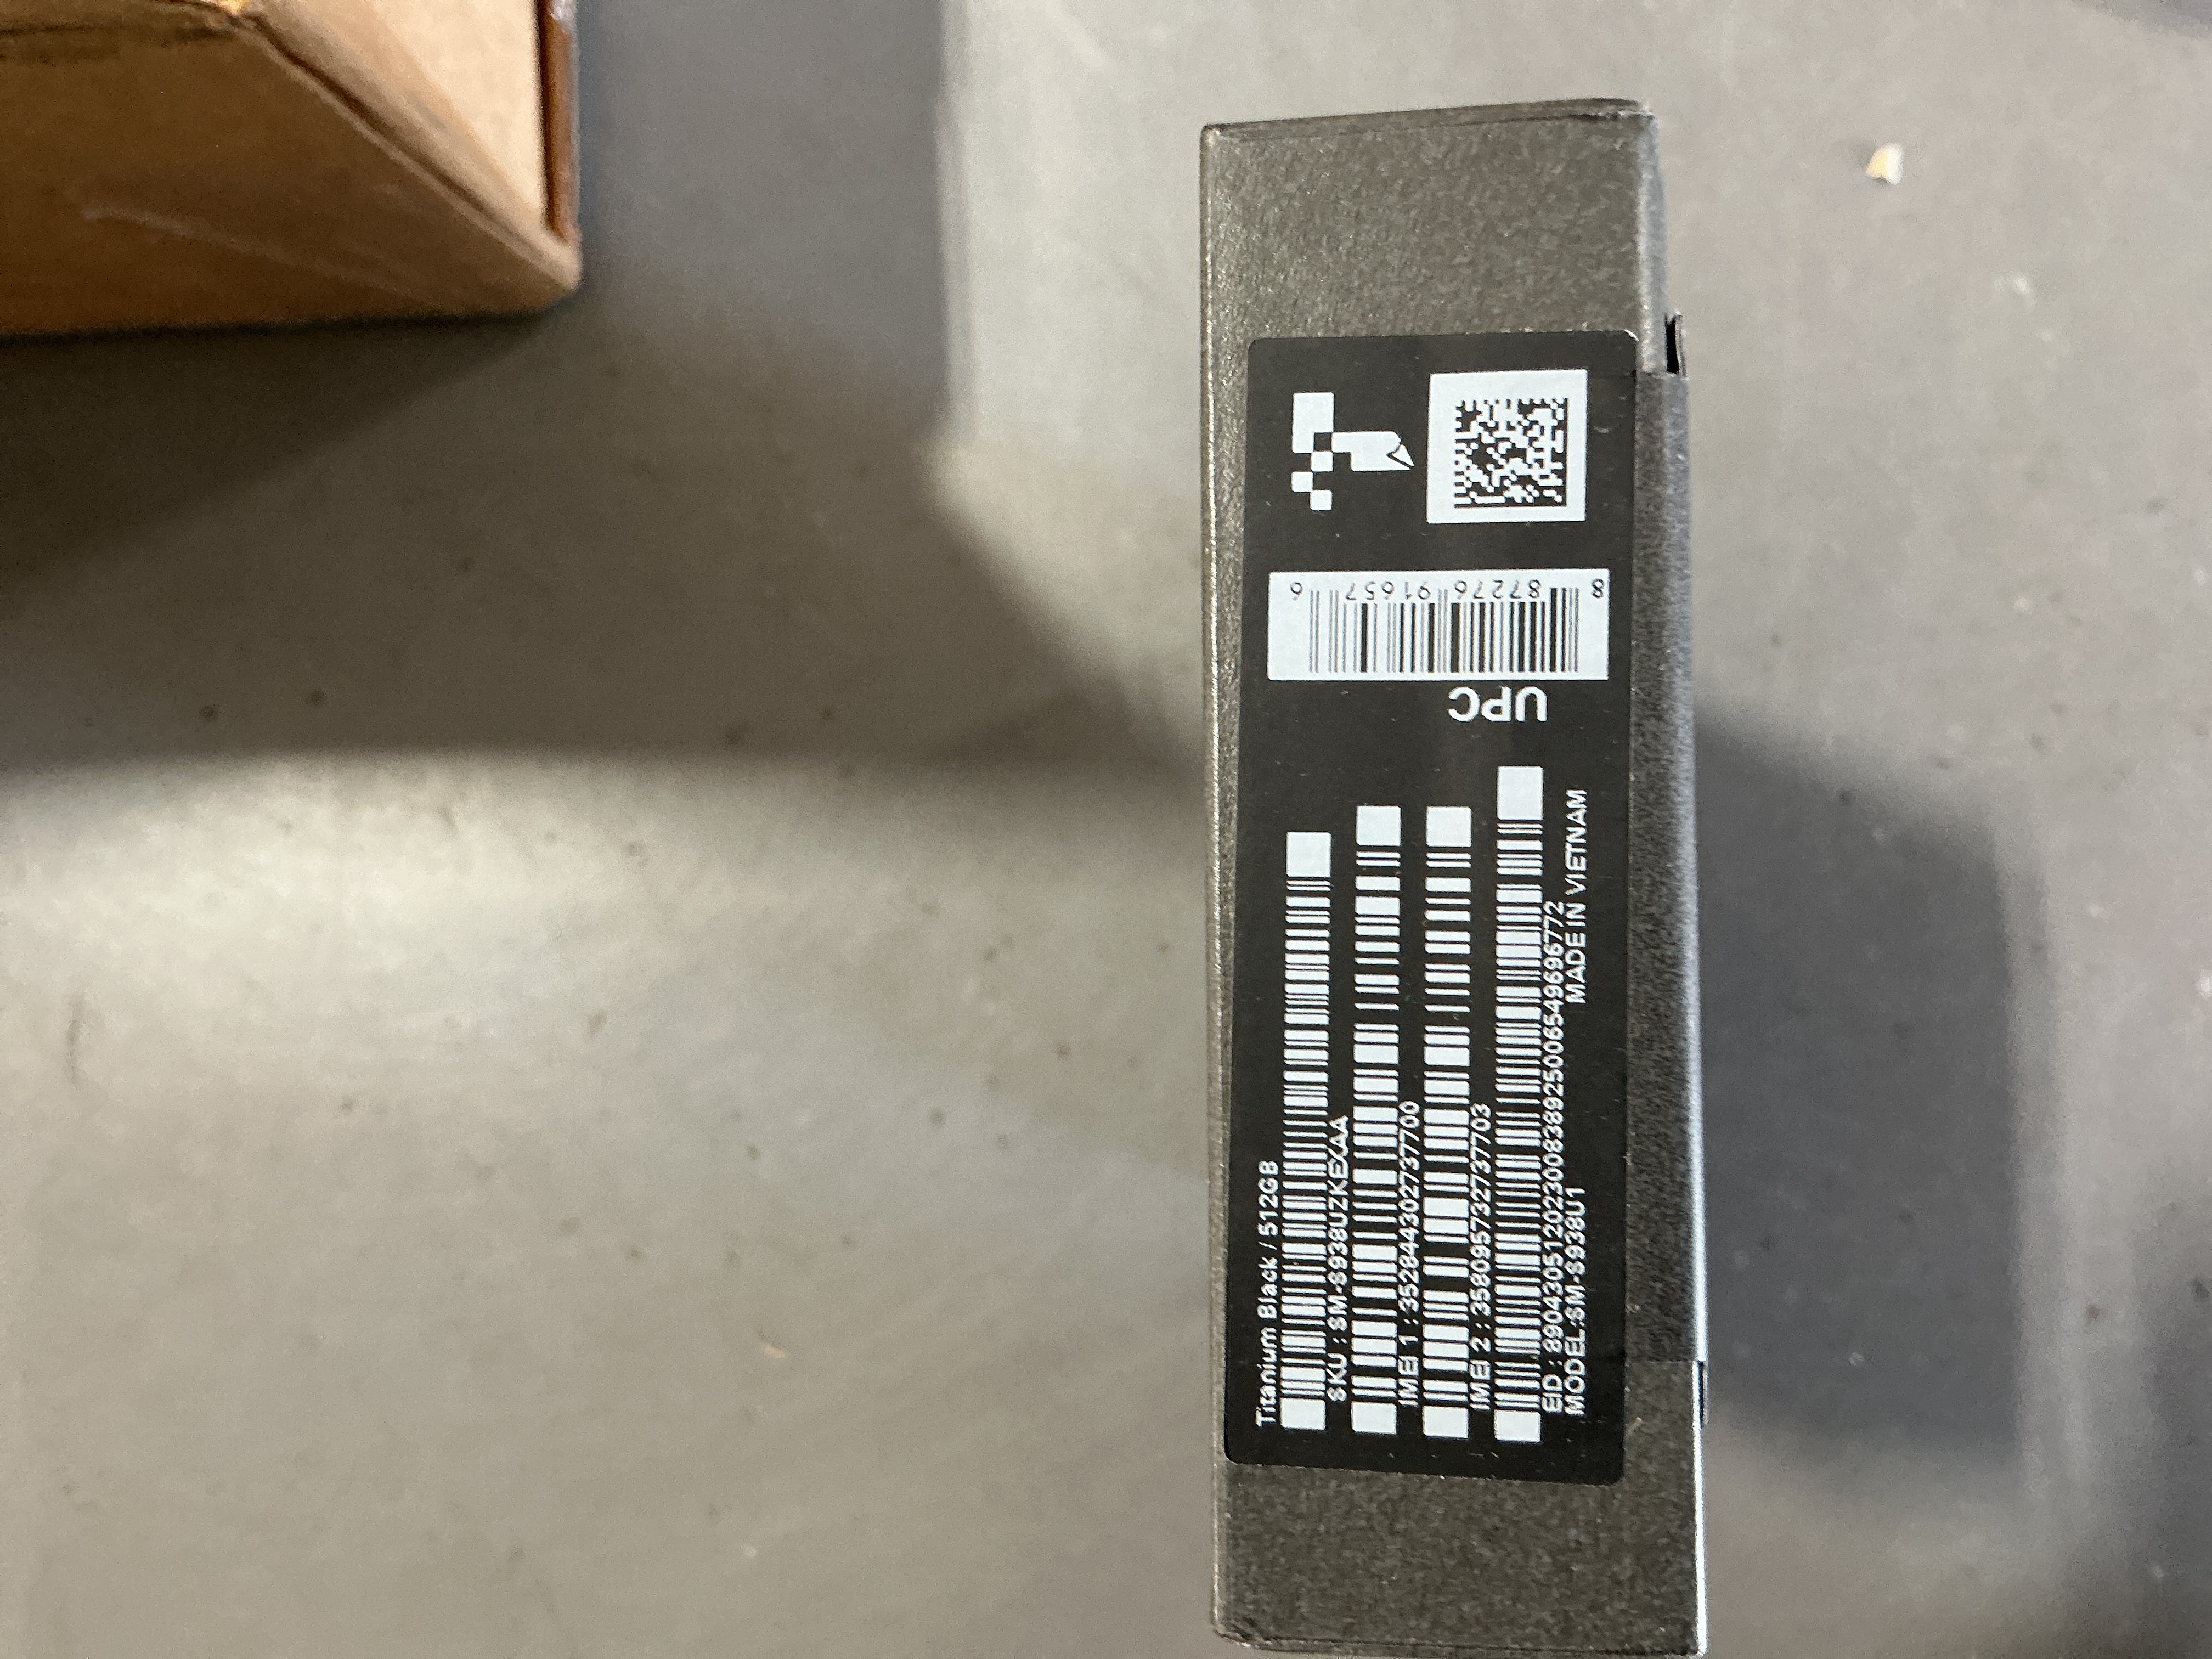 Titanium Black / 512GB
SKU : SM-S938UZKEXAA
IMEI 1 : 352844302737700
IMEI 2 : 358095732737703
EID : 89043051202300838925006549696772
MODEL:SM-S938U1
MADE IN VIETNAM
UPC
8 87276 91657 6